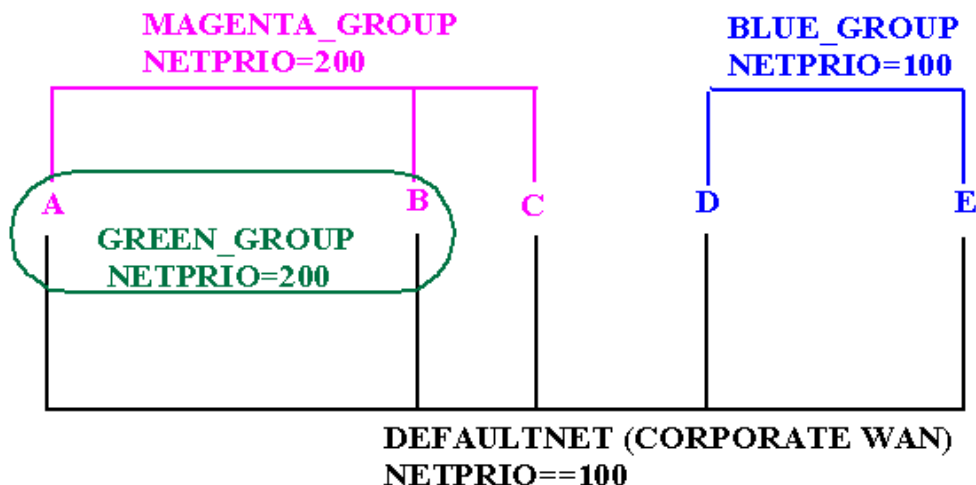 MAGENTA_GROUP
NETPRIO=200
BLUE_GROUP
NETPRIO=100
A
B
C
D
E
GREEN_GROUP
NETPRIO=200
DEFAULTNET (CORPORATE WAN)
NETPRIO==100